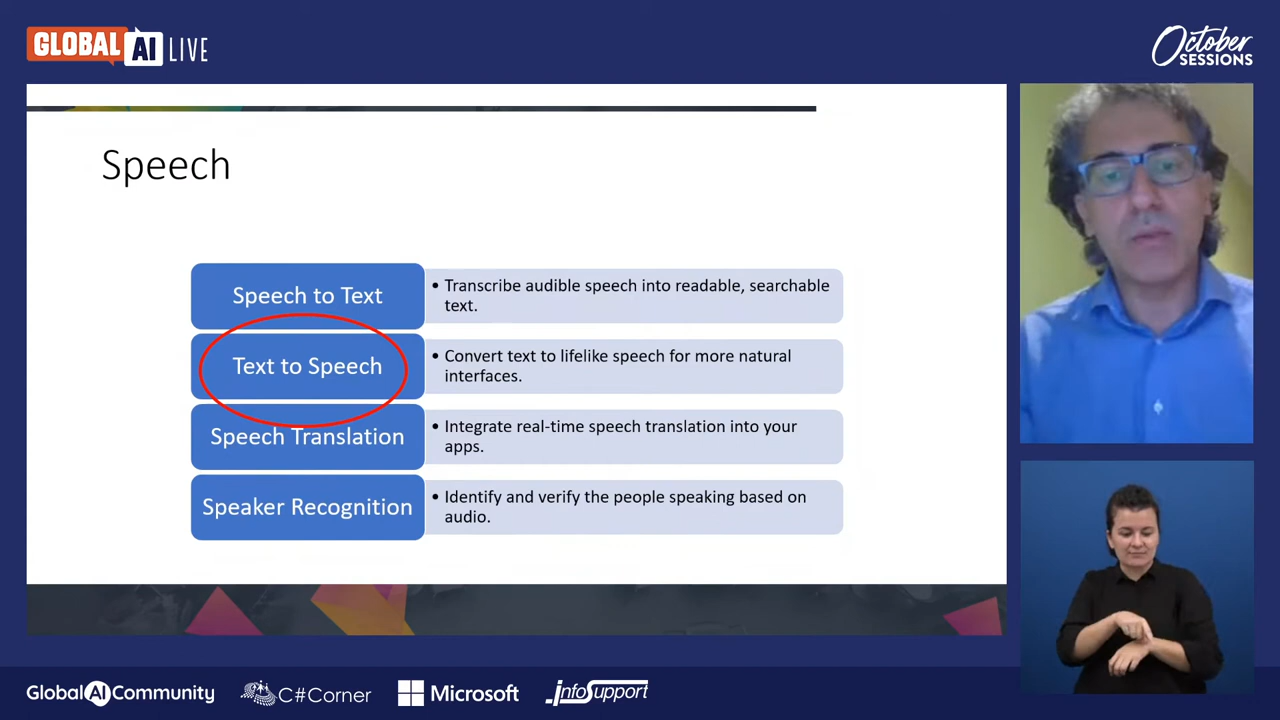 GLOBAL AI LIVE
October
SESSIONS
Speech
Speech to Text
• Transcribe audible speech into readable, searchable
text.
Text to Speech
• Convert text to lifelike speech for more natural
interfaces.
Speech Translation
• Integrate real-time speech translation into your
apps.
Speaker Recognition
• Identify and verify the people speaking based on
audio.
Global AI Community
C#Corner
Microsoft
InfoSupport